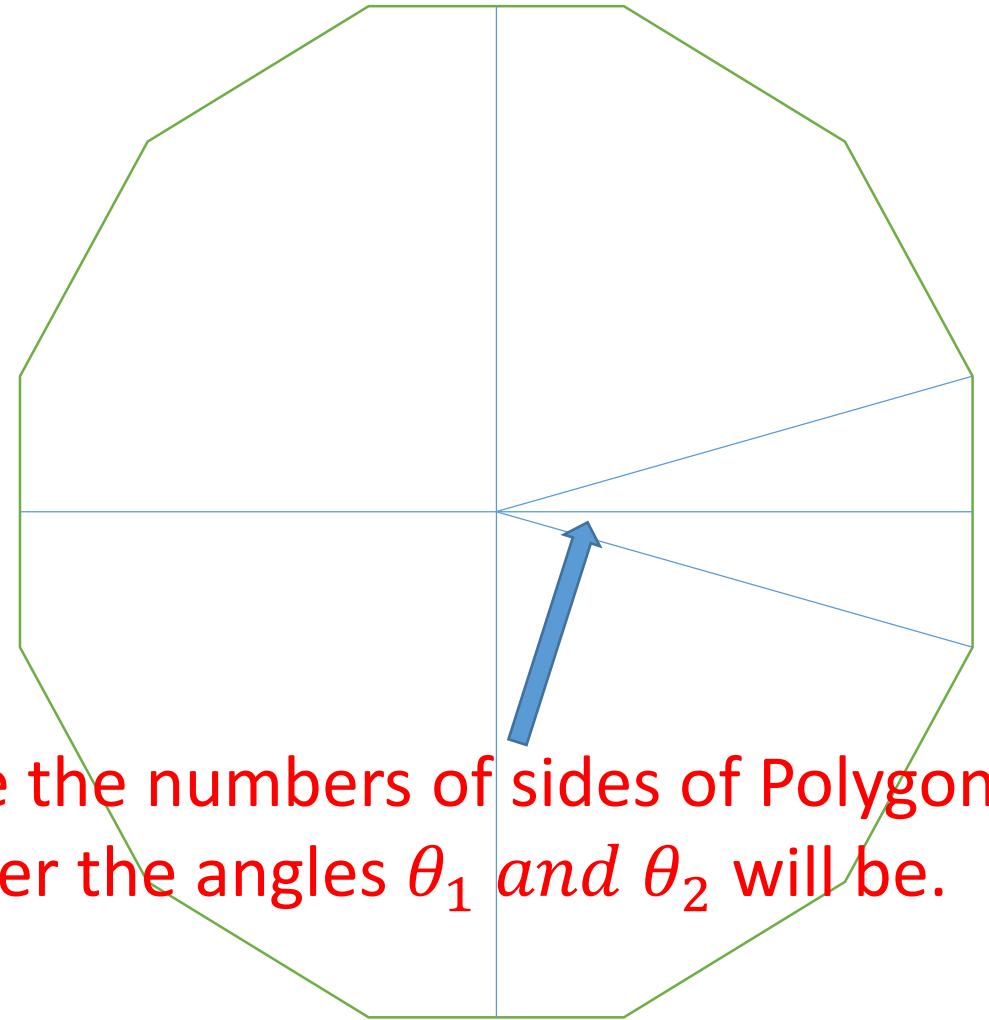 e the numbers of sides of Polygon
er the angles θ₁ and θ₂ will be.